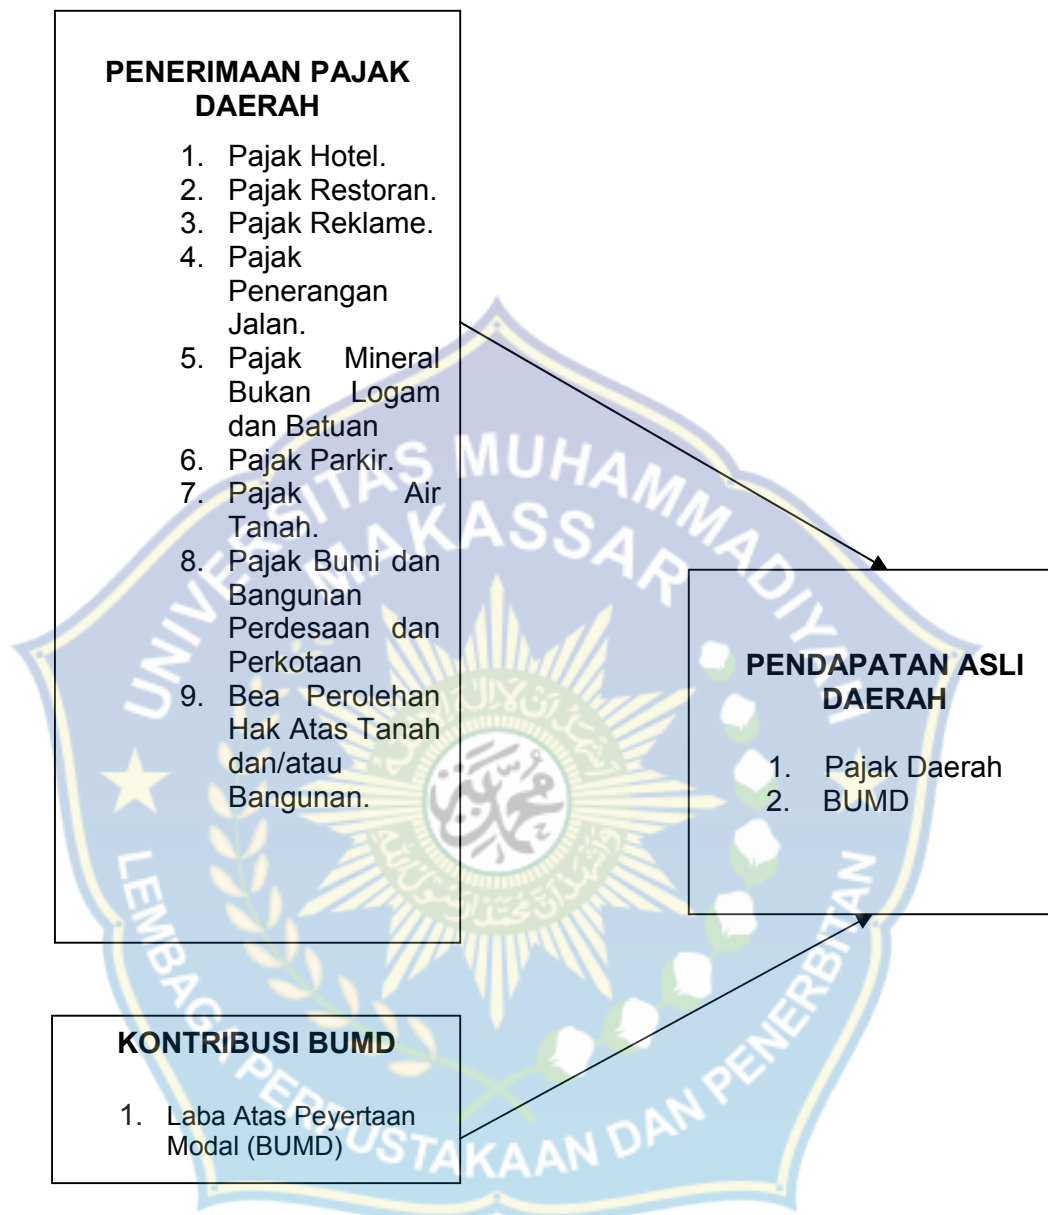 PENERIMAAN PAJAK
DAERAH
1. Pajak Hotel.
2. Pajak Restoran.
3. Pajak Reklame.
4. Pajak
Penerangan
Jalan.
5. Pajak Mineral
Bukan Logam
dan Batuan
6. Pajak Parkir.
7. Pajak Air
Tanah.
8. Pajak Bumi dan
Bangunan
Perdesaan dan
Perkotaan
9. Bea Perolehan
Hak Atas Tanah
dan/atau
Bangunan.
PENDAPATAN ASLI
DAERAH
1. Pajak Daerah
2. BUMD
KONTRIBUSI BUMD
1. Laba Atas Peyertaan
Modal (BUMD)
UNIVERSITAS MUHAMMADIYAH
MAKASSAR
LEMBAGA PERPUSTAKAAN DAN PENERBITAN